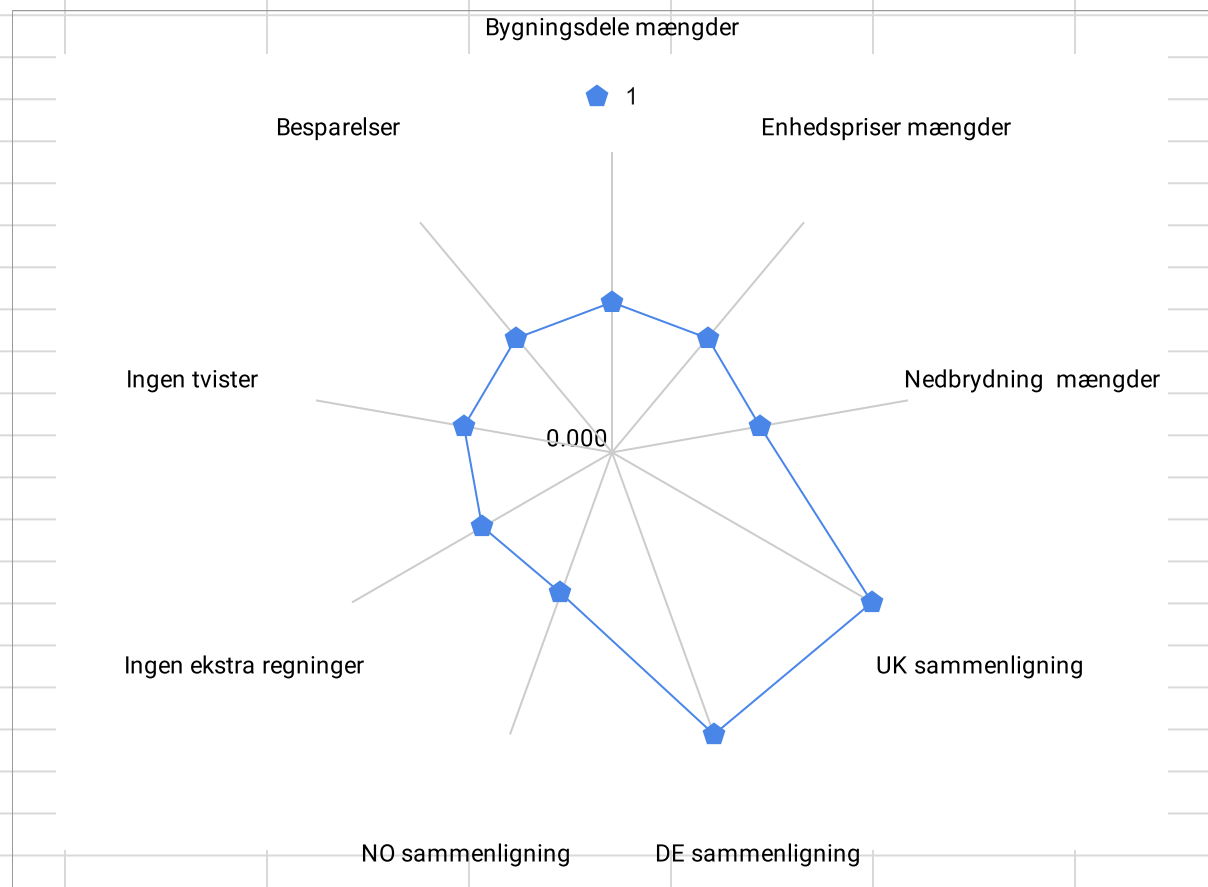 Bygningsdele mængder
1
Besparelser
Enhedspriser mængder
Ingen tvister
Nedbrydning  mængder
0.000
Ingen ekstra regninger
UK sammenligning
NO sammenligning
DE sammenligning